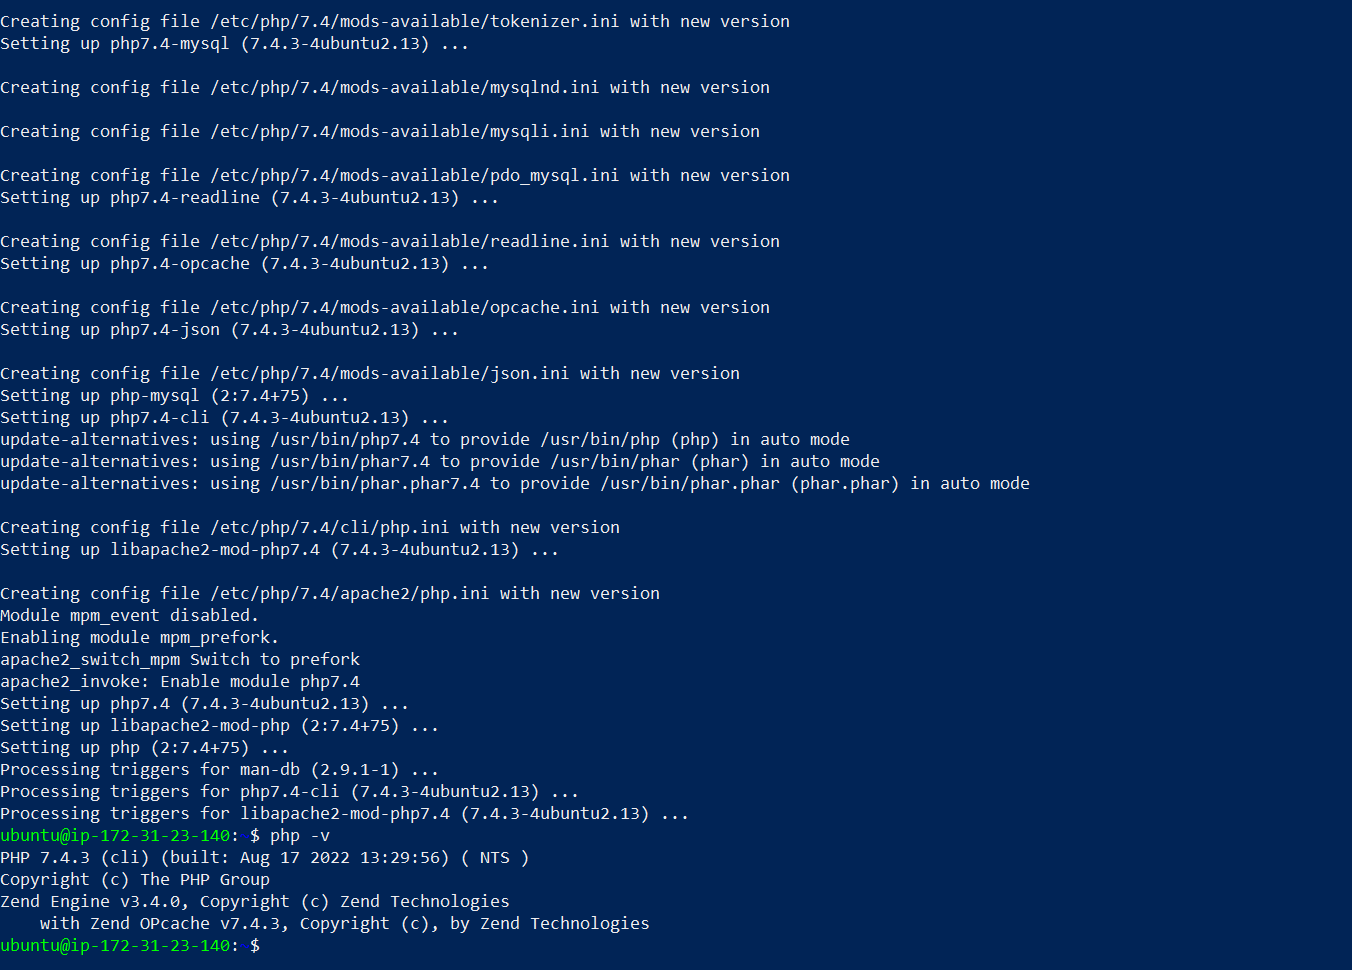 Creating config file /etc/php/7.4/mods-available/tokenizer.ini with new version
Setting up php7.4-mysql (7.4.3-4ubuntu2.13) ...
Creating config file /etc/php/7.4/mods-available/mysqlnd.ini with new version
Creating config file /etc/php/7.4/mods-available/mysqli.ini with new version
Creating config file /etc/php/7.4/mods-available/pdo_mysql.ini with new version
Setting up php7.4-readline (7.4.3-4ubuntu2.13) ...
Creating config file /etc/php/7.4/mods-available/readline.ini with new version
Setting up php7.4-opcache (7.4.3-4ubuntu2.13) ...
Creating config file /etc/php/7.4/mods-available/opcache.ini with new version
Setting up php7.4-json (7.4.3-4ubuntu2.13) ...
Creating config file /etc/php/7.4/mods-available/json.ini with new version
Setting up php-mysql (2:7.4+75) ...
Setting up php7.4-cli (7.4.3-4ubuntu2.13) ...
update-alternatives: using /usr/bin/php7.4 to provide /usr/bin/php (php) in auto mode
update-alternatives: using /usr/bin/phar7.4 to provide /usr/bin/phar (phar) in auto mode
update-alternatives: using /usr/bin/phar.phar7.4 to provide /usr/bin/phar.phar (phar.phar) in auto mode
Creating config file /etc/php/7.4/cli/php.ini with new version
Setting up libapache2-mod-php7.4 (7.4.3-4ubuntu2.13) ...
Creating config file /etc/php/7.4/apache2/php.ini with new version
Module mpm_event disabled.
Enabling module mpm_prefork.
apache2_switch_mpm Switch to prefork
apache2_invoke: Enable module php7.4
Setting up php7.4 (7.4.3-4ubuntu2.13) ...
Setting up libapache2-mod-php (2:7.4+75) ...
Setting up php (2:7.4+75) ...
Processing triggers for man-db (2.9.1-1) ...
Processing triggers for php7.4-cli (7.4.3-4ubuntu2.13) ...
Processing triggers for libapache2-mod-php7.4 (7.4.3-4ubuntu2.13) ...
ubuntu@ip-172-31-23-140:~$ php -v
PHP 7.4.3 (cli) (built: Aug 17 2022 13:29:56) ( NTS )
Copyright (c) The PHP Group
Zend Engine v3.4.0, Copyright (c) Zend Technologies
    with Zend OPcache v7.4.3, Copyright (c), by Zend Technologies
ubuntu@ip-172-31-23-140:~$